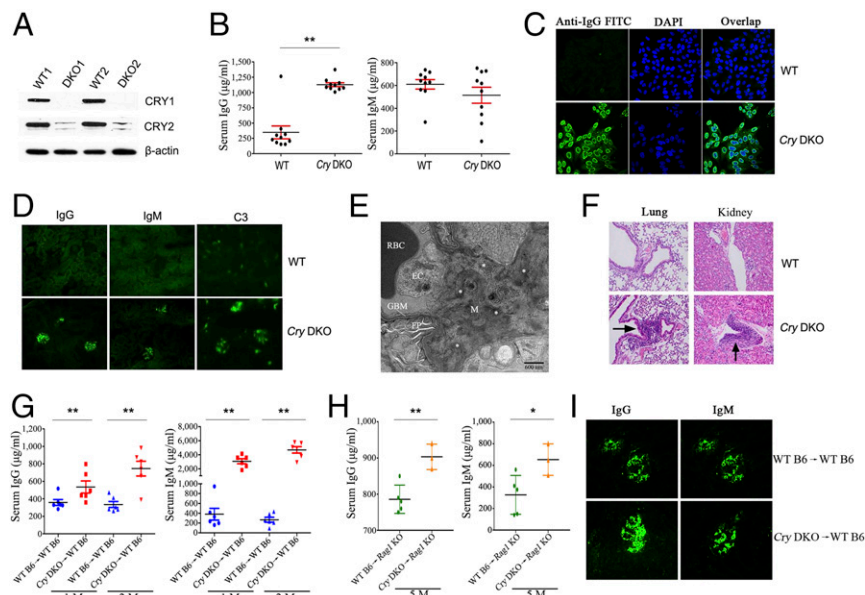 A
WT1
DKO1
WT2
DKO2
CRY1
CRY2
β-actin
B
**
Serum IgG (µg/ml)
1,500
1,250
1,000
750
500
250
0
WT
Cry DKO
Serum IgM (µg/ml)
800
600
400
200
0
WT
Cry DKO
C
Anti-IgG FITC
DAPI
Overlap
WT
Cry DKO
D
IgG
IgM
C3
WT
Cry DKO
E
RBC
EC
GBM
M
FP
*
*
*
*
*
F
Lung
Kidney
WT
Cry DKO
G
**
**
Serum IgG (µg/ml)
1,000
800
600
400
200
0
WT B6→WT B6
Cry DKO→WT B6
WT B6→WT B6
Cry DKO→WT B6
**
**
Serum IgM (µg/ml)
6,000
4,000
2,000
400
300
200
100
0
WT B6→WT B6
Cry DKO→WT B6
WT B6→WT B6
Cry DKO→WT B6
H
**
Serum IgG (µg/ml)
1,000
900
800
700
WT B6→Rag1 KO
Cry DKO→Rag1 KO
5 M
*
Serum IgM (µg/ml)
1,000
800
600
400
200
0
WT B6→Rag1 KO
Cry DKO→Rag1 KO
5 M
I
IgG
IgM
WT B6→WT B6
Cry DKO→WT B6